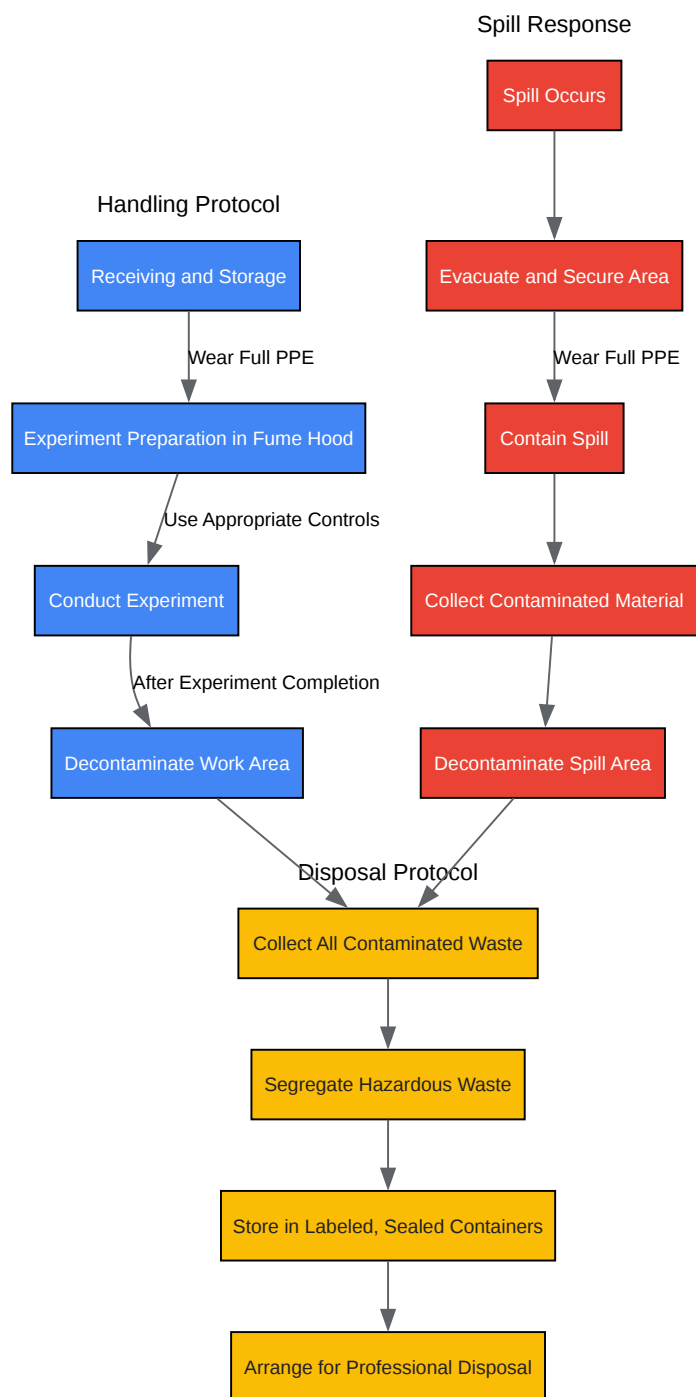 Spill Response
Spill Occurs
Handling Protocol
Receiving and Storage
Evacuate and Secure Area
Wear Full PPE
Wear Full PPE
Experiment Preparation in Fume Hood
Contain Spill
Use Appropriate Controls
Conduct Experiment
Collect Contaminated Material
After Experiment Completion
Decontaminate Work Area
Decontaminate Spill Area
Disposal Protocol
Collect All Contaminated Waste
Segregate Hazardous Waste
Store in Labeled, Sealed Containers
Arrange for Professional Disposal